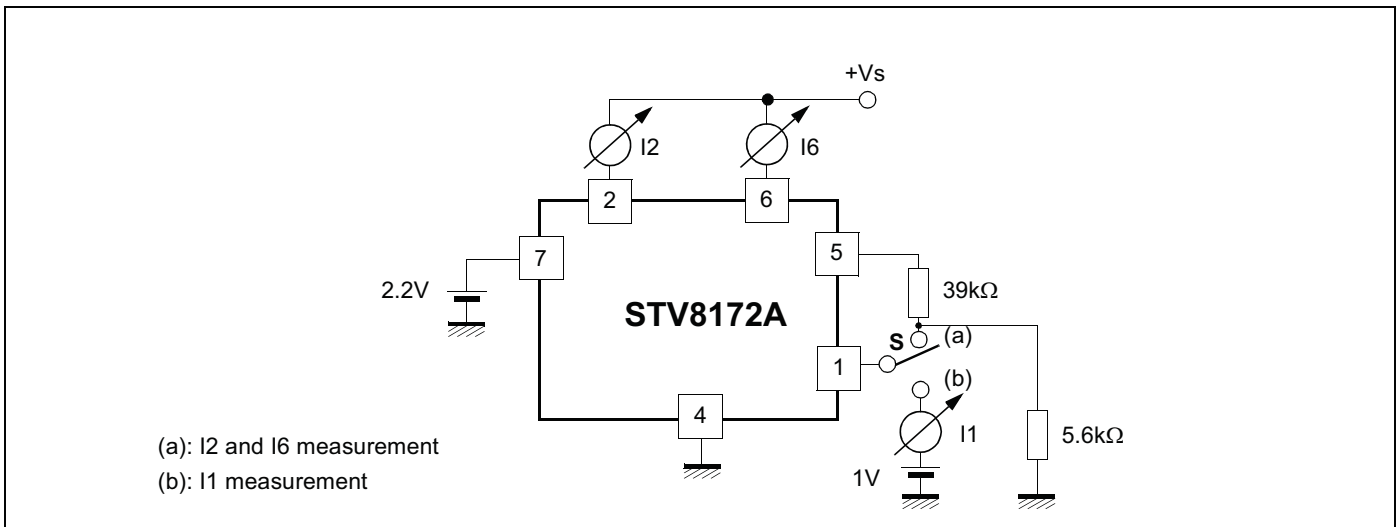 +Vs
I2
I6
2
6
7
5
2.2V
39kΩ
STV8172A
S
(a)
1
(b)
4
I1
5.6kΩ
(a): I2 and I6 measurement
1V
(b): I1 measurement